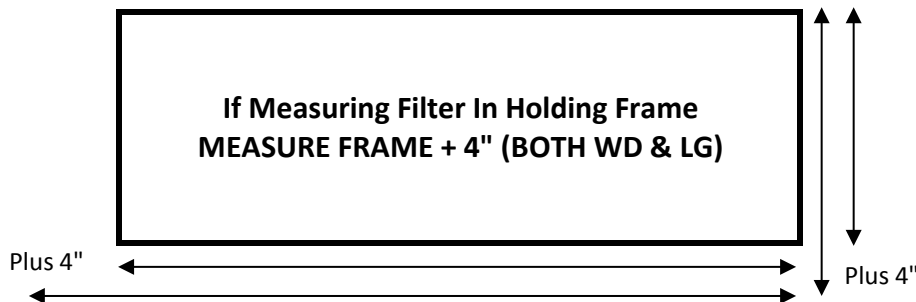 If Measuring Filter In Holding Frame
MEASURE FRAME + 4" (BOTH WD & LG)
Plus 4"
Plus 4"